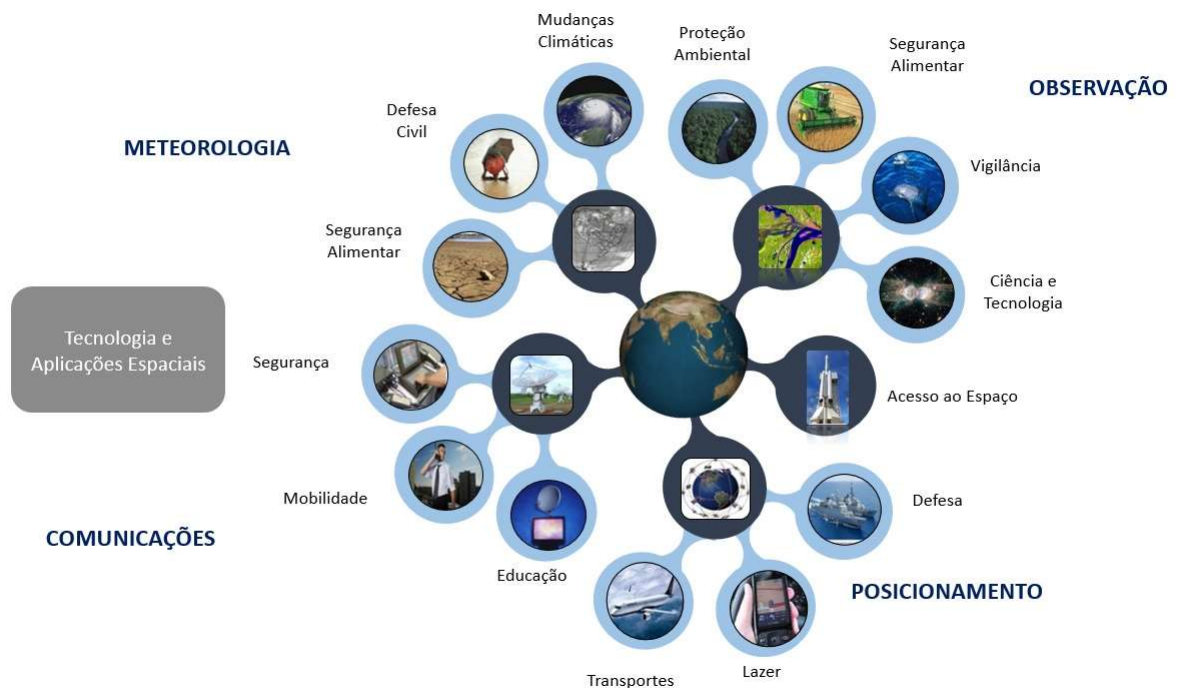 Mudanças
Climáticas
Proteção
Ambiental
Segurança
Alimentar
OBSERVAÇÃO
Defesa
Civil
METEOROLOGIA
Vigilância
Segurança
Alimentar
Ciência e
Tecnologia
Tecnologia e
Aplicações Espaciais
Segurança
Acesso ao Espaço
Mobilidade
Defesa
COMUNICAÇÕES
Educação
POSICIONAMENTO
Transportes
Lazer